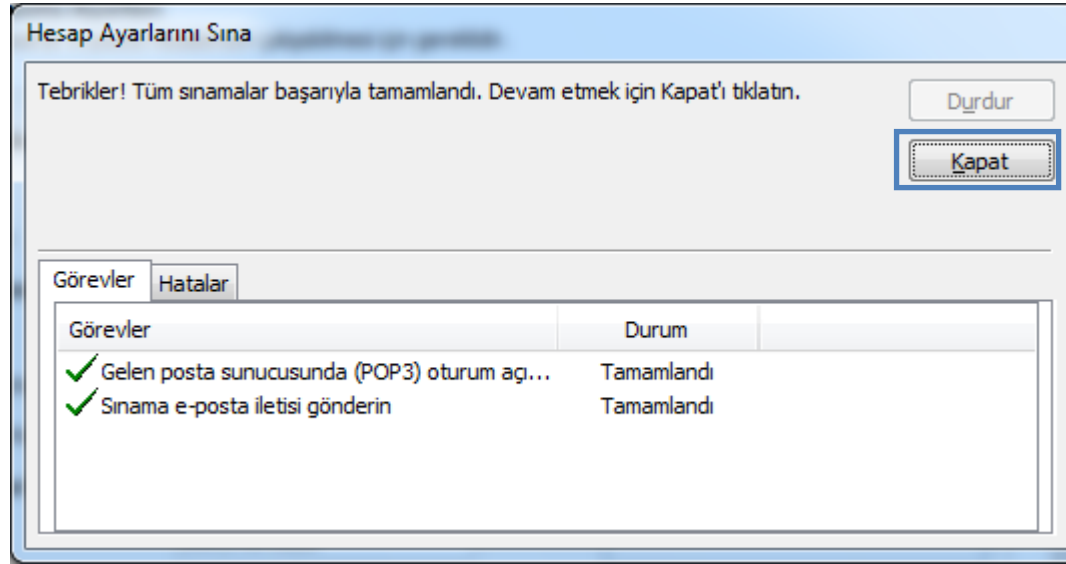 Hesap Ayarlarını Sına
Tebrikler! Tüm sınamalar başarıyla tamamlandı. Devam etmek için Kapat'ı tıklatın.
Durdur
Kapat
Görevler Hatalar
Görevler Durum
Gelen posta sunucusunda (POP3) oturum açı... Tamamlandı
Sınama e-posta iletisi gönderin Tamamlandı